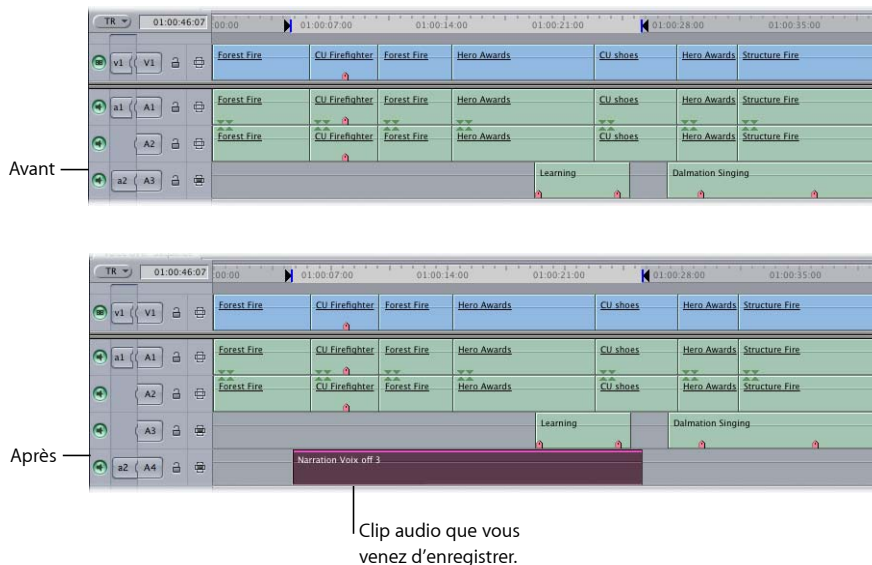 TR 01:00:46:07 00:00 01:00:07:00 01:00:14:00 01:00:21:00 01:00:28:00 01:00:35:00
v1 V1 Forest Fire CU Firefighter Forest Fire Hero Awards CU shoes Hero Awards Structure Fire
a1 A1 Forest Fire CU Firefighter Forest Fire Hero Awards CU shoes Hero Awards Structure Fire
A2 Forest Fire CU Firefighter Forest Fire Hero Awards CU shoes Hero Awards Structure Fire
Avant
a2 A3 Learning Dalmation Singing
TR 01:00:46:07 00:00 01:00:07:00 01:00:14:00 01:00:21:00 01:00:28:00 01:00:35:00
v1 V1 Forest Fire CU Firefighter Forest Fire Hero Awards CU shoes Hero Awards Structure Fire
a1 A1 Forest Fire CU Firefighter Forest Fire Hero Awards CU shoes Hero Awards Structure Fire
A2 Forest Fire CU Firefighter Forest Fire Hero Awards CU shoes Hero Awards Structure Fire
A3 Learning Dalmation Singing
Après
a2 A4 Narration Voix off 3
Clip audio que vous
venez d'enregistrer.